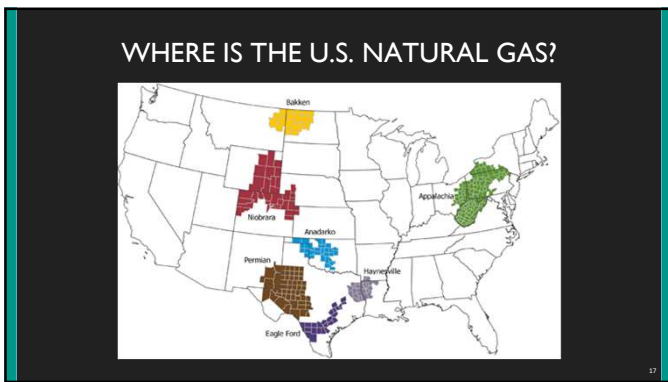 WHERE IS THE U.S. NATURAL GAS?
Bakken
Niobrara
Appalachia
Anadarko
Permian
Haynesville
Eagle Ford
17